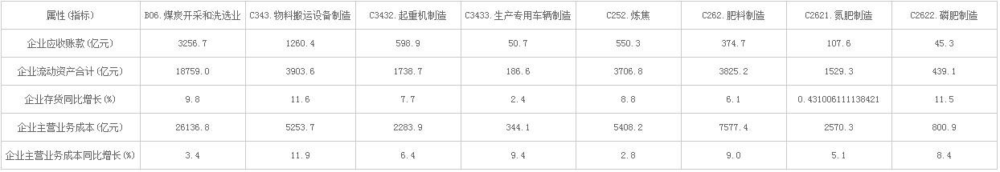 属性(指标) B06.煤炭开采和洗选业 C343.物料搬运设备制造 C3432.起重机制造 C3433.生产专用车辆制造 C252.炼焦 C262.肥料制造 C2621.氮肥制造 C2622.磷肥制造
企业应收账款(亿元) 3256.7 1260.4 598.9 50.7 550.3 374.7 107.6 45.3
企业流动资产合计(亿元) 18759.0 3903.6 1738.7 186.6 3706.8 3825.2 1529.3 439.1
企业存货同比增长(%) 9.8 11.6 7.7 2.4 8.8 6.1 0.431006111138421 11.5
企业主营业务成本(亿元) 26136.8 5253.7 2283.9 344.1 5408.2 7577.4 2570.3 800.9
企业主营业务成本同比增长(%) 3.4 11.9 6.4 9.4 2.8 9.0 5.1 8.4